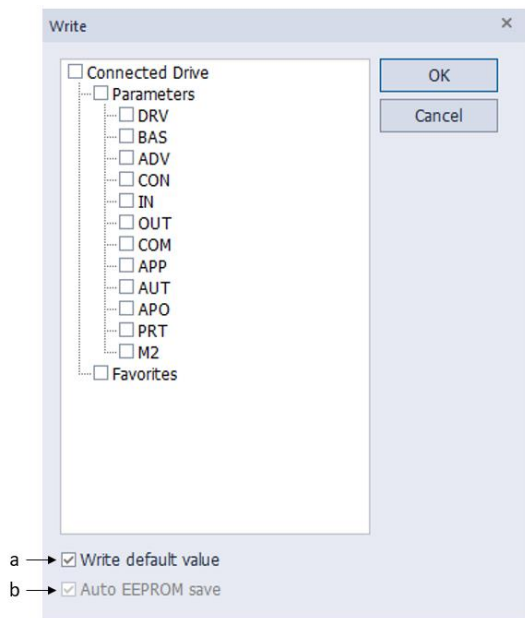 Write
Connected Drive
Parameters
DRV
BAS
ADV
CON
IN
OUT
COM
APP
AUT
APO
PRT
M2
Favorites
OK
Cancel
a
Write default value
b
Auto EEPROM save